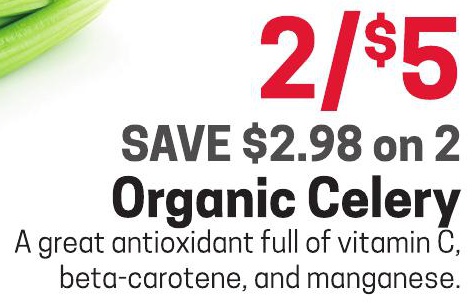 2/$5
SAVE $2.98 on 2
Organic Celery
A great antioxidant full of vitamin C,
beta-carotene, and manganese.